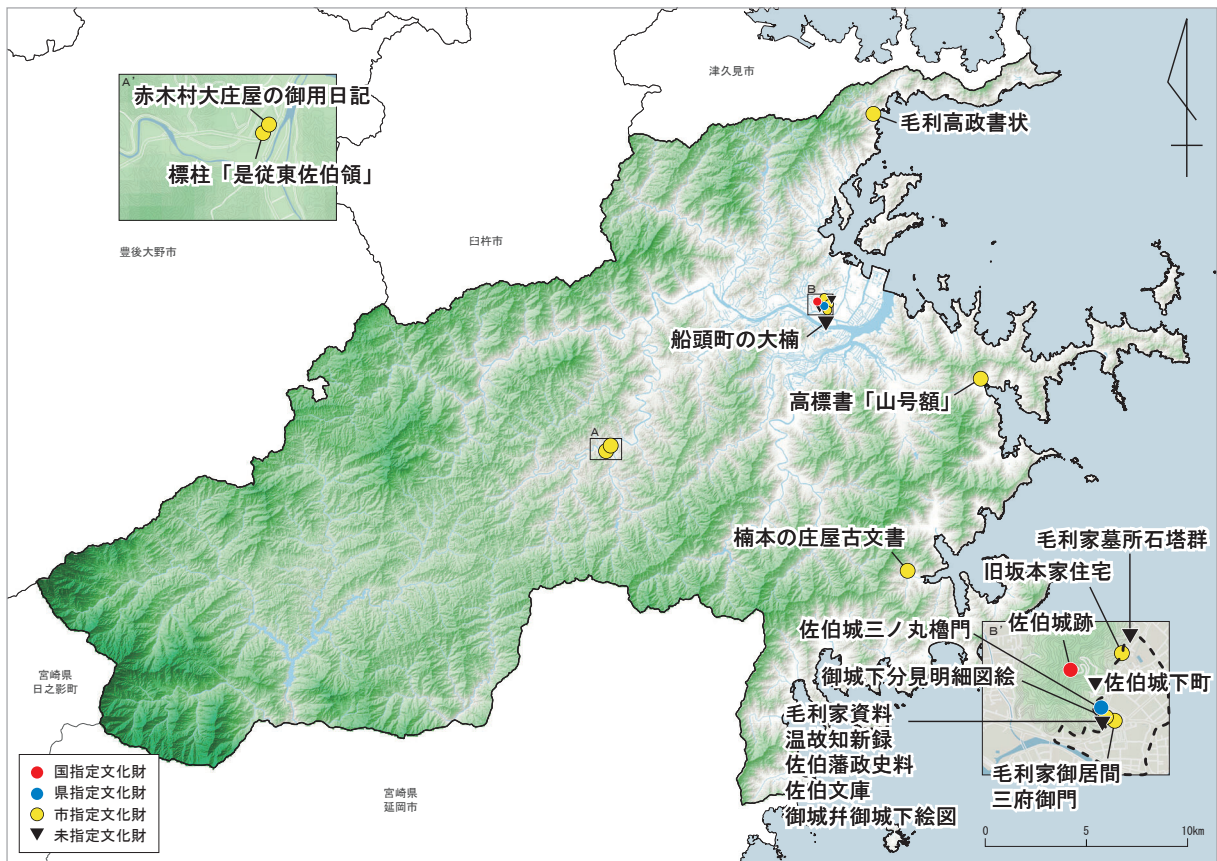 津久見市
A'
赤木村大庄屋の御用日記
標柱「是従東佐伯領」
毛利高政書状
豊後大野市
臼杵市
B
船頭町の大楠
高標書「山号額」
A
楠本の庄屋古文書
毛利家墓所石塔群
旧坂本家住宅
佐伯城三ノ丸櫓門
佐伯城跡
B'
御城下分見明細図絵
佐伯城下町
毛利家資料
温故知新録
佐伯藩政史料
佐伯文庫
御城幷御城下絵図
毛利家御居間
三府御門
宮崎県
日之影町
宮崎県
延岡市
国指定文化財
県指定文化財
市指定文化財
未指定文化財
0
5
10km